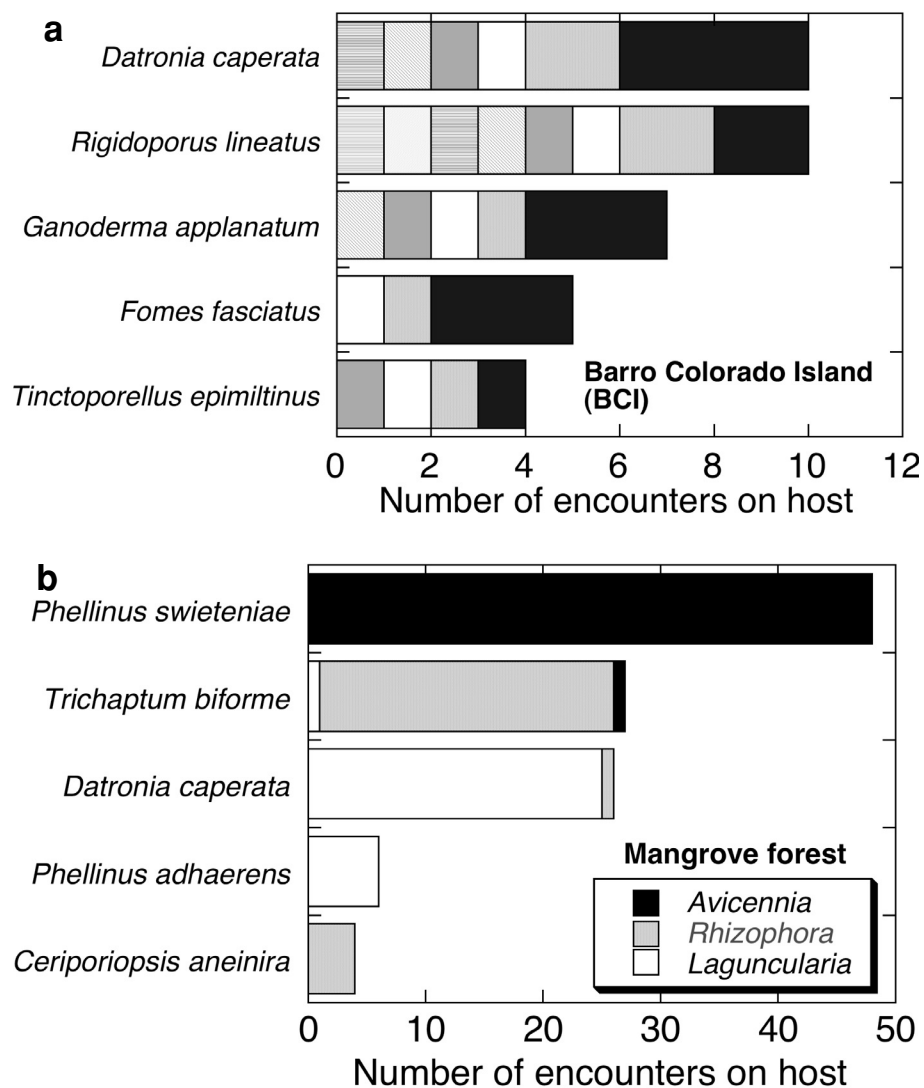 a
Datronia caperata
Rigidoporus lineatus
Ganoderma applanatum
Fomes fasciatus
Tinctoporellus epimiltinus
Barro Colorado Island
(BCI)
0 2 4 6 8 10 12
Number of encounters on host
b
Phellinus swieteniae
Trichaptum biforme
Datronia caperata
Phellinus adhaerens
Ceriporiopsis aneinira
Mangrove forest
Avicennia
Rhizophora
Laguncularia
0 10 20 30 40 50
Number of encounters on host